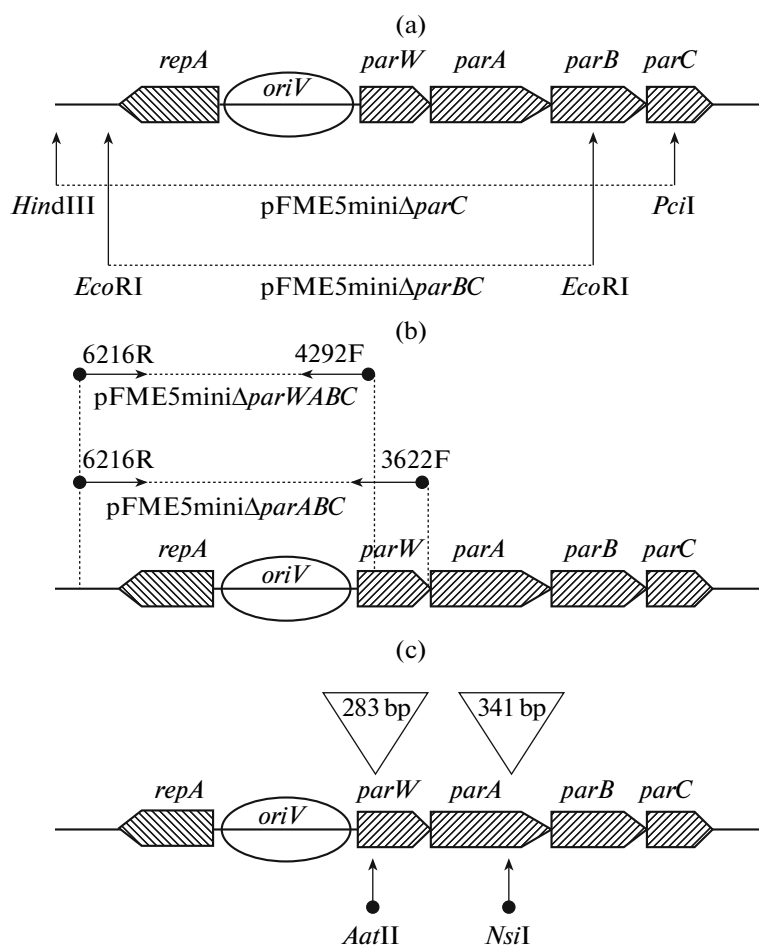 (a)
repA oriV parW parA parB parC
HindIII pFME5miniΔparC PciI
EcoRI pFME5miniΔparBC EcoRI
(b)
6216R 4292F
pFME5miniΔparWABC
6216R 3622F
pFME5miniΔparABC
repA oriV parW parA parB parC
(c)
283 bp 341 bp
repA oriV parW parA parB parC
AatII NsiI